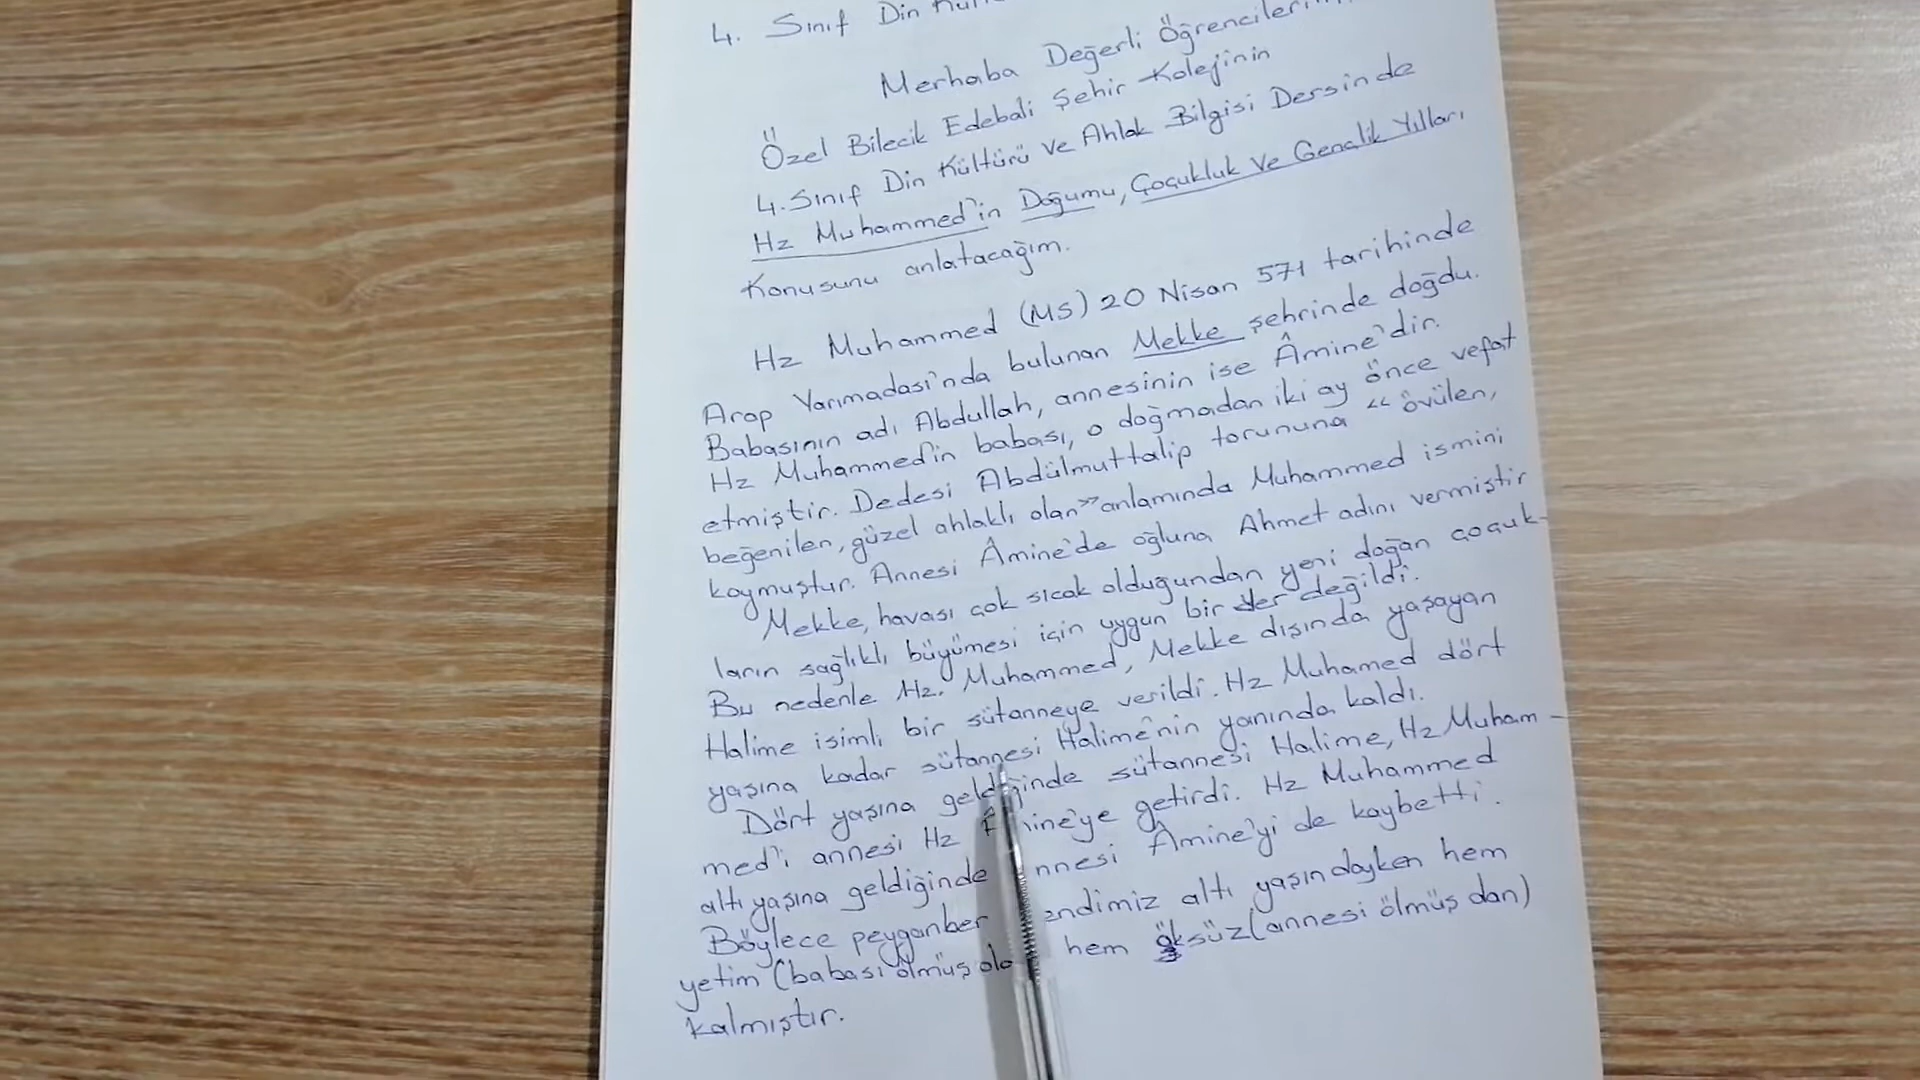 4. Sınıf Din
Merhaba Değerli Öğrencilerim
Özel Bilecik Edebali Şehir Kolejinin
4. Sınıf Din Kültürü ve Ahlak Bilgisi Dersinde
Hz Muhammed'in Doğumu, Çocukluk Ve Gençlik Yılları
Konusunu anlatacağım.
Hz Muhammed (MS) 20 Nisan 571 tarihinde
Arap Yarımadası'nda bulunan Mekke şehrinde doğdu.
Babasının adı Abdullah, annesinin ise Âmine'dir.
Hz Muhammed'in babası, o doğmadan iki ay önce vefat
etmiştir. Dedesi Abdülmuttalip torununa "övülen,
beğenilen, güzel ahlaklı olan" anlamında Muhammed ismini
koymuştur. Annesi Âmine'de oğluna Ahmet adını vermiştir
Mekke, havası çok sıcak olduğundan yeni doğan çocuk-
ların sağlıklı büyümesi için uygun bir yer değildi.
Bu nedenle Hz. Muhammed, Mekke dışında yaşayan
Halime isimli bir sütanneye verildi. Hz Muhamed dört
yaşına kadar sütannesi Halime'nin yanında kaldı.
Dört yaşına geldiğinde sütannesi Halime, Hz Muham-
med'i annesi Hz Âmine'ye getirdi. Hz Muhammed
altı yaşına geldiğinde annesi Âmine'yi de kaybetti.
Böylece peyganber endimiz altı yaşındayken hem
yetim (babası ölmüş ola hem öksüz (annesi ölmüş dan)
kalmıştır.